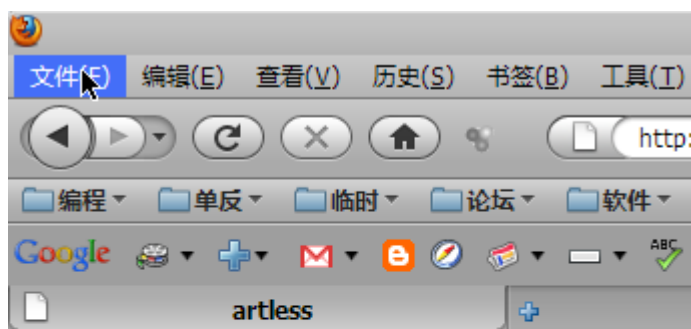 文件(F) 编辑(E) 查看(V) 历史(S) 书签(B) 工具(T)
http:
编程 单反 临时 论坛 软件
Google ABC
artless